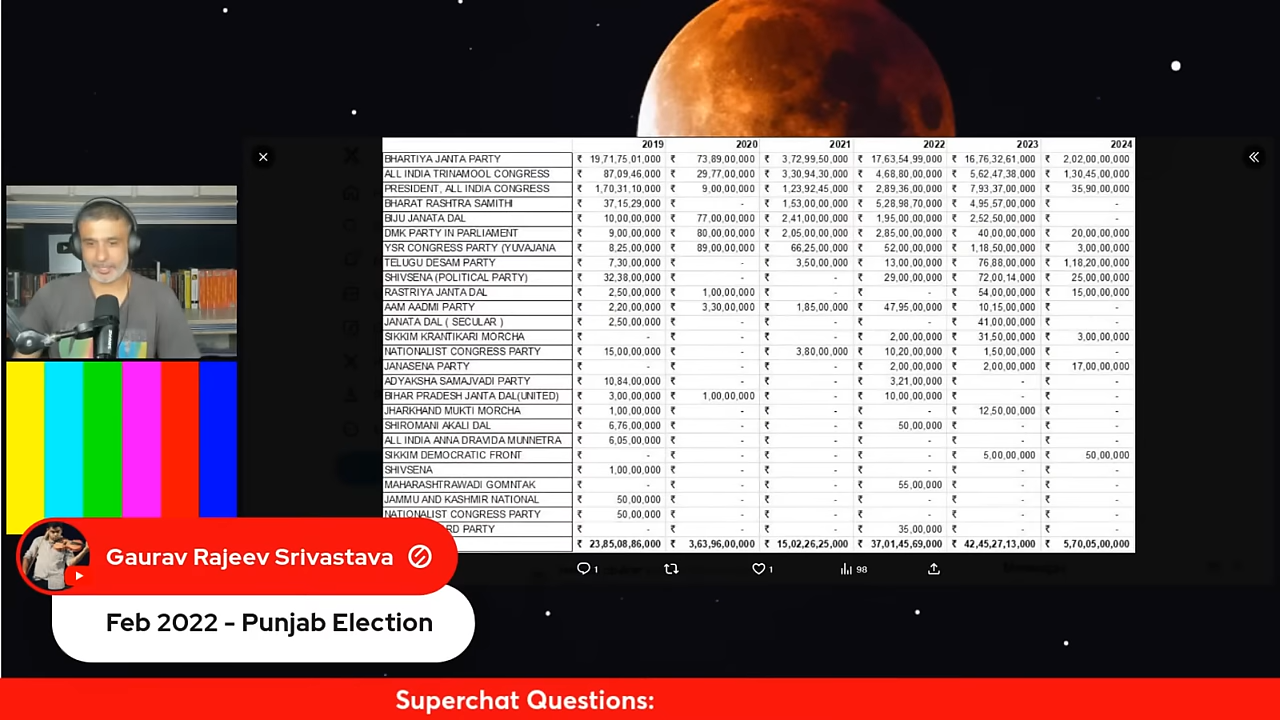 2019 2020 2021 2022 2023 2024
BHARTIYA JANTA PARTY ₹ 19,71,75,01,000 ₹ 73,89,00,000 ₹ 3,72,99,50,000 ₹ 17,63,54,99,000 ₹ 16,76,32,61,000 ₹ 2,02,00,00,000
ALL INDIA TRINAMOOL CONGRESS ₹ 87,09,46,000 ₹ 29,77,00,000 ₹ 3,30,94,30,000 ₹ 4,68,80,00,000 ₹ 5,62,47,38,000 ₹ 1,30,45,00,000
PRESIDENT, ALL INDIA CONGRESS ₹ 1,70,31,10,000 ₹ 9,00,00,000 ₹ 1,23,92,45,000 ₹ 2,89,36,00,000 ₹ 7,93,37,00,000 ₹ 35,90,00,000
BHARAT RASHTRA SAMITHI ₹ 37,15,29,000 ₹ - ₹ 1,53,00,00,000 ₹ 5,28,98,70,000 ₹ 4,95,57,00,000 ₹ -
BIJU JANATA DAL ₹ 10,00,00,000 ₹ 77,00,00,000 ₹ 2,41,00,00,000 ₹ 1,95,00,00,000 ₹ 2,52,50,00,000 ₹ -
DMK PARTY IN PARLIAMENT ₹ 9,00,00,000 ₹ 80,00,00,000 ₹ 2,05,00,00,000 ₹ 2,85,00,00,000 ₹ 40,00,00,000 ₹ 20,00,00,000
YSR CONGRESS PARTY (YUVAJANA ₹ 8,25,00,000 ₹ 89,00,00,000 ₹ 66,25,00,000 ₹ 52,00,00,000 ₹ 1,18,50,00,000 ₹ 3,00,00,000
TELUGU DESAM PARTY ₹ 7,30,00,000 ₹ - ₹ 3,50,00,000 ₹ 13,00,00,000 ₹ 76,88,00,000 ₹ 1,18,20,00,000
SHIVSENA (POLITICAL PARTY) ₹ 32,38,00,000 ₹ - ₹ - ₹ 29,00,00,000 ₹ 72,00,14,000 ₹ 25,00,00,000
RASTRIYA JANTA DAL ₹ 2,50,00,000 ₹ 1,00,00,000 ₹ - ₹ - ₹ 54,00,00,000 ₹ 15,00,00,000
AAM AADMI PARTY ₹ 2,20,00,000 ₹ 3,30,00,000 ₹ 1,85,00,000 ₹ 47,95,00,000 ₹ 10,15,00,000 ₹ -
JANATA DAL ( SECULAR ) ₹ 2,50,00,000 ₹ - ₹ - ₹ - ₹ 41,00,00,000 ₹ -
SIKKIM KRANTIKARI MORCHA ₹ - ₹ - ₹ - ₹ 2,00,00,000 ₹ 31,50,00,000 ₹ 3,00,00,000
NATIONALIST CONGRESS PARTY ₹ 15,00,00,000 ₹ - ₹ 3,80,00,000 ₹ 10,20,00,000 ₹ 1,50,00,000 ₹ -
JANASENA PARTY ₹ - ₹ - ₹ - ₹ 2,00,00,000 ₹ 2,00,00,000 ₹ 17,00,00,000
ADYAKSHA SAMAJVADI PARTY ₹ 10,84,00,000 ₹ - ₹ - ₹ 3,21,00,000 ₹ - ₹ -
BIHAR PRADESH JANTA DAL(UNITED) ₹ 3,00,00,000 ₹ 1,00,00,000 ₹ - ₹ 10,00,00,000 ₹ - ₹ -
JHARKHAND MUKTI MORCHA ₹ 1,00,00,000 ₹ - ₹ - ₹ - ₹ 12,50,00,000 ₹ -
SHIROMANI AKALI DAL ₹ 6,76,00,000 ₹ - ₹ - ₹ 50,00,000 ₹ - ₹ -
ALL INDIA ANNA DRAVIDA MUNNETRA ₹ 6,05,00,000 ₹ - ₹ - ₹ - ₹ - ₹ -
SIKKIM DEMOCRATIC FRONT ₹ - ₹ - ₹ - ₹ - ₹ 5,00,00,000 ₹ 50,00,000
SHIVSENA ₹ 1,00,00,000 ₹ - ₹ - ₹ - ₹ - ₹ -
MAHARASHTRAWADI GOMNTAK ₹ - ₹ - ₹ - ₹ 55,00,000 ₹ - ₹ -
JAMMU AND KASHMIR NATIONAL ₹ 50,00,000 ₹ - ₹ - ₹ - ₹ - ₹ -
NATIONALIST CONGRESS PARTY ₹ 50,00,000 ₹ - ₹ - ₹ - ₹ - ₹ -
RD PARTY ₹ - ₹ - ₹ - ₹ 35,00,000 ₹ - ₹ -
₹ 23,85,08,86,000 ₹ 3,63,96,00,000 ₹ 15,02,26,25,000 ₹ 37,01,45,69,000 ₹ 42,45,27,13,000 ₹ 5,70,05,00,000
1 1 98
Gaurav Rajeev Srivastava
Feb 2022 - Punjab Election
Superchat Questions: